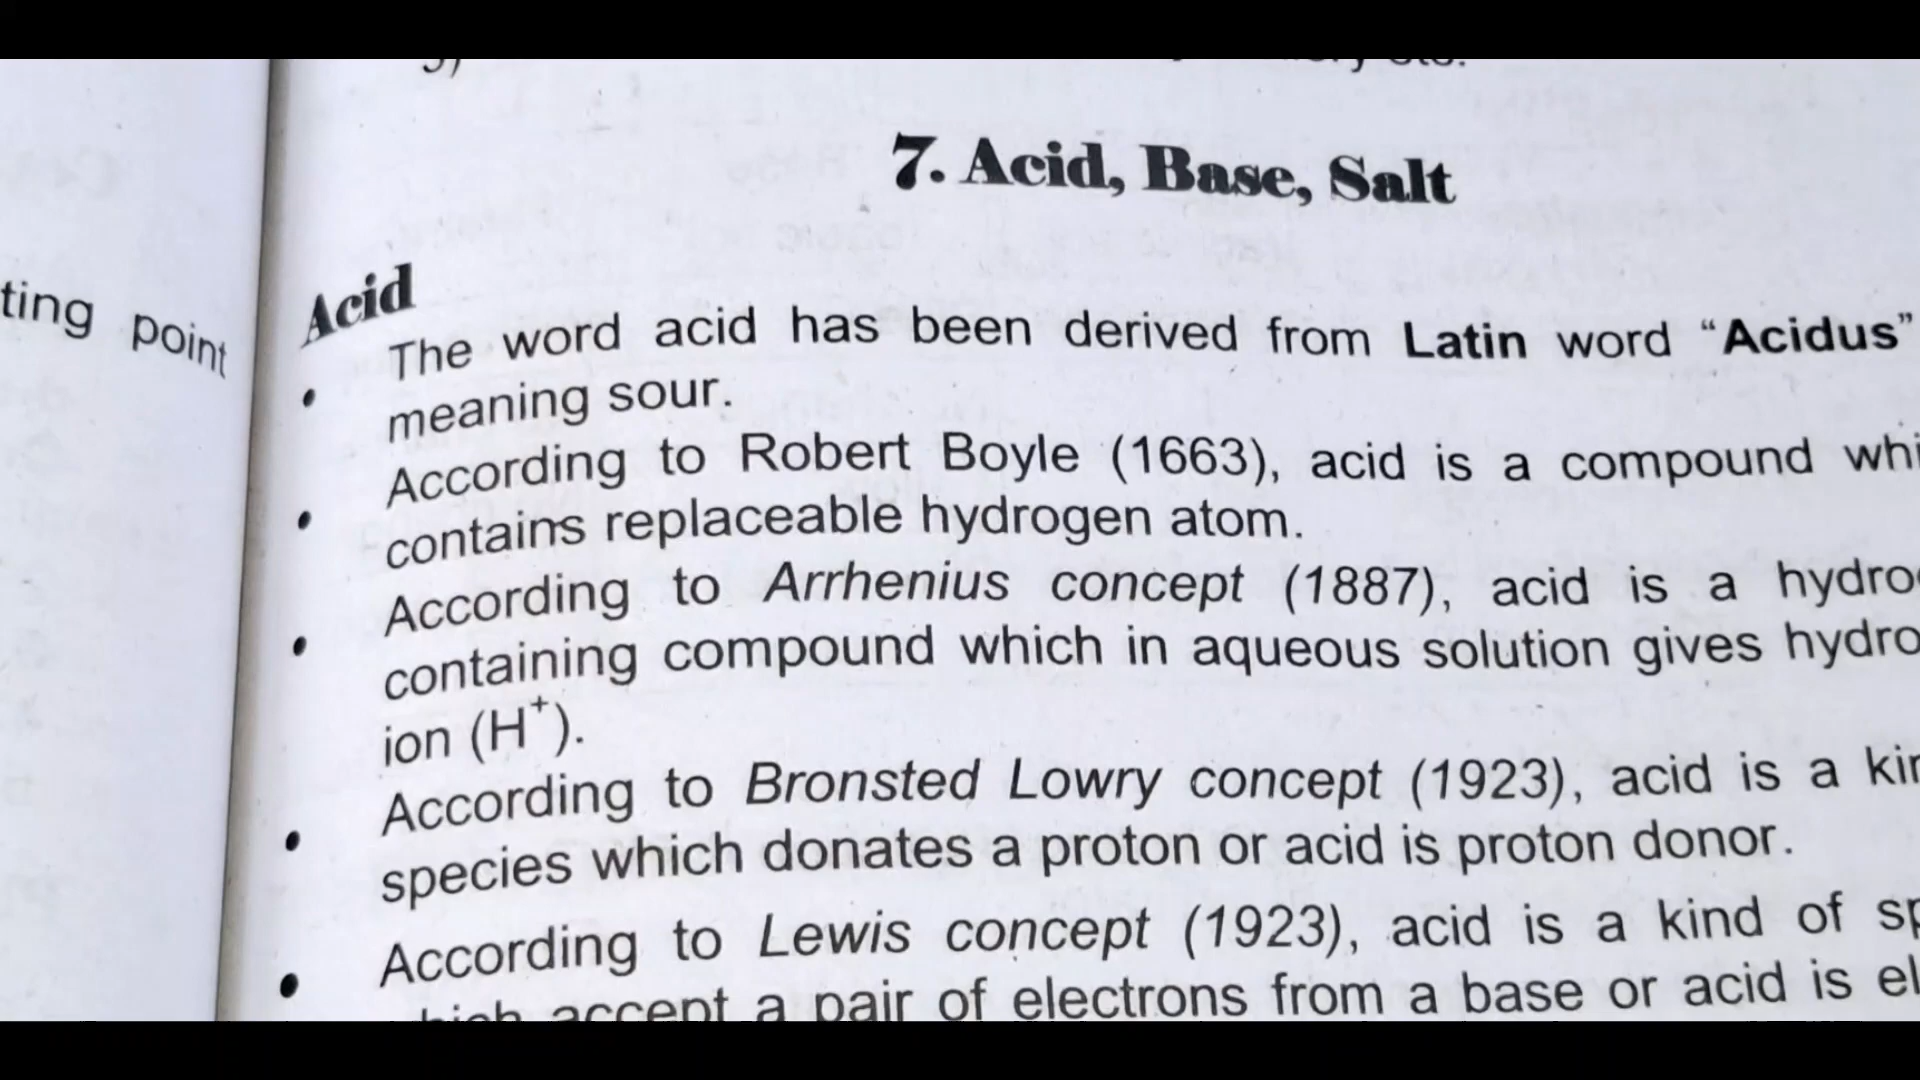 7. Acid, Base, Salt
ting point
Acid
• The word acid has been derived from Latin word “Acidus”
meaning sour.
• According to Robert Boyle (1663), acid is a compound
contains replaceable hydrogen atom.
• According to Arrhenius concept (1887), acid is a
containing compound which in aqueous solution gives
ion (H⁺).
• According to Bronsted Lowry concept (1923), acid is a
species which donates a proton or acid is proton donor.
• According to Lewis concept (1923), acid is a kind of
which accept a pair of electrons from a base or acid is